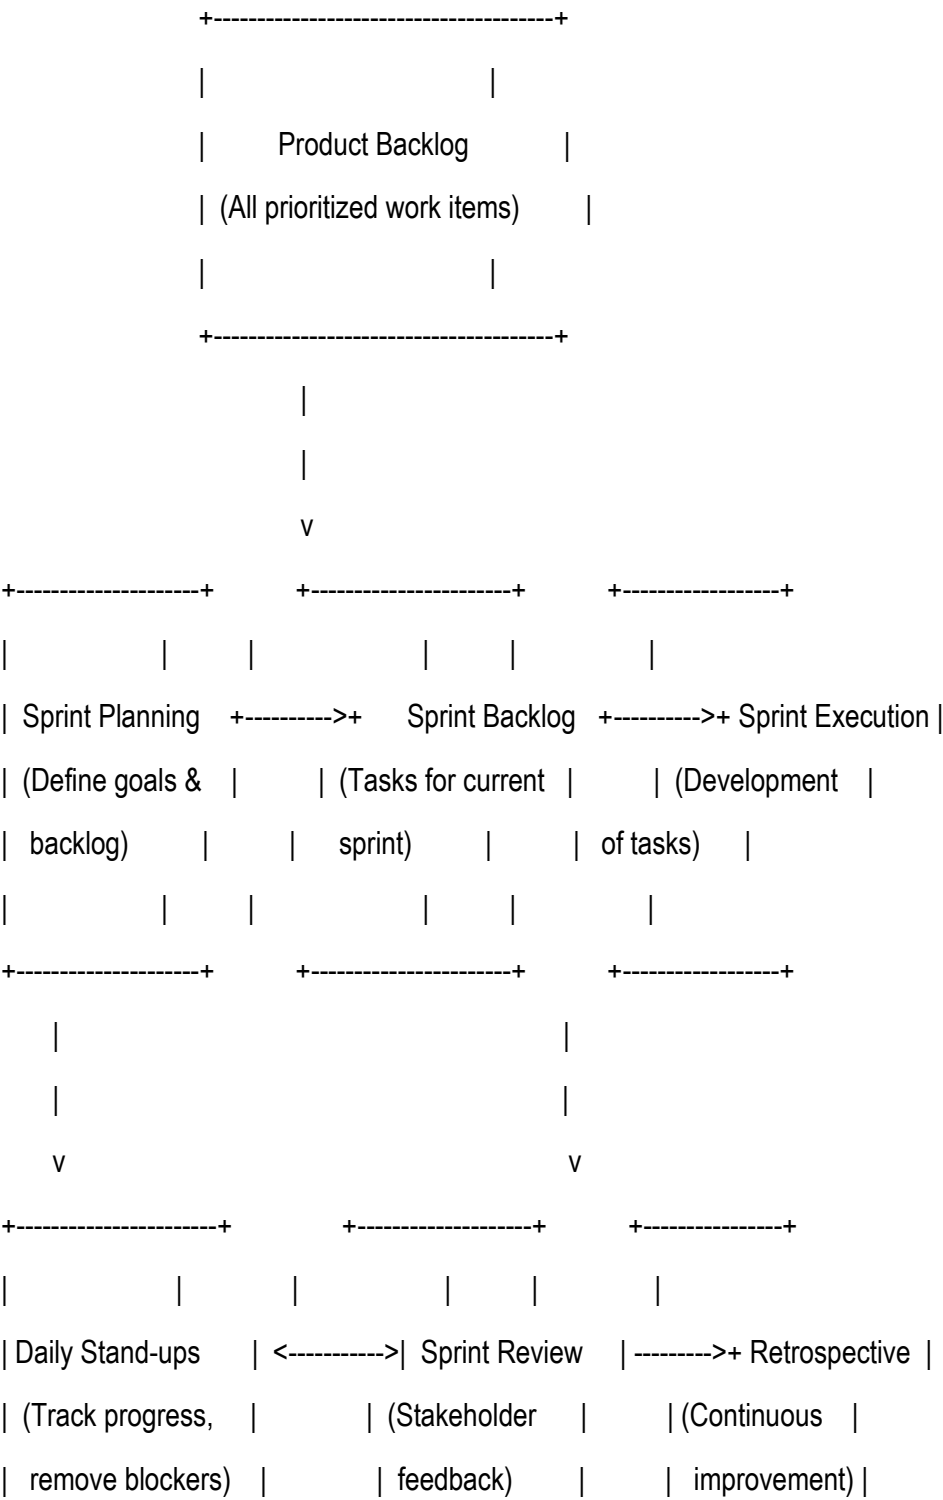 +---------------------------------------+
|                                 |
|        Product Backlog           |
|  (All prioritized work items)        |
|                                 |
+---------------------------------------+
|
|
v
+---------------------+          +-----------------------+          +------------------+
|                  |         |                   |         |               |
|  Sprint Planning   +---------->+     Sprint Backlog   +---------->+ Sprint Execution |
|  (Define goals &    |         | (Tasks for current   |         | (Development   |
|   backlog)        |         |     sprint)        |         |  of tasks)     |
|                  |         |                   |         |               |
+---------------------+          +-----------------------+          +------------------+
|                                                         |
|                                                         |
v                                                         v
+-----------------------+             +--------------------+          +----------------+
|                   |            |                |         |             |
| Daily Stand-ups      | <----------->|  Sprint Review    | --------->+ Retrospective  |
|  (Track progress,    |            | (Stakeholder     |         | (Continuous   |
|   remove blockers)   |            |  feedback)       |         |  improvement) |